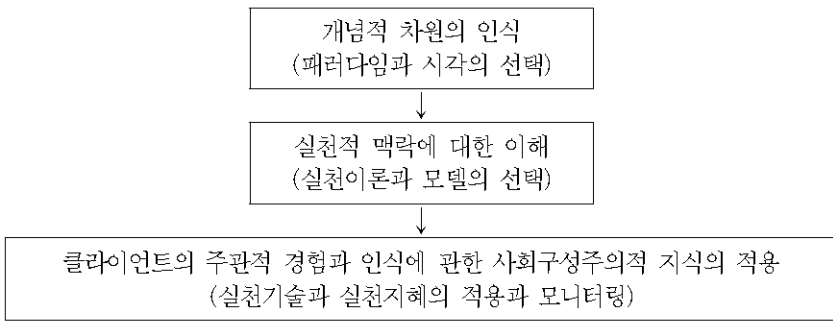 개념적 차원의 인식
(패러다임과 시각의 선택)
실천적 맥락에 대한 이해
(실천이론과 모델의 선택)
클라이언트의 주관적 경험과 인식에 관한 사회구성주의적 지식의 적용
(실천기술과 실천지혜의 적용과 모니터링)